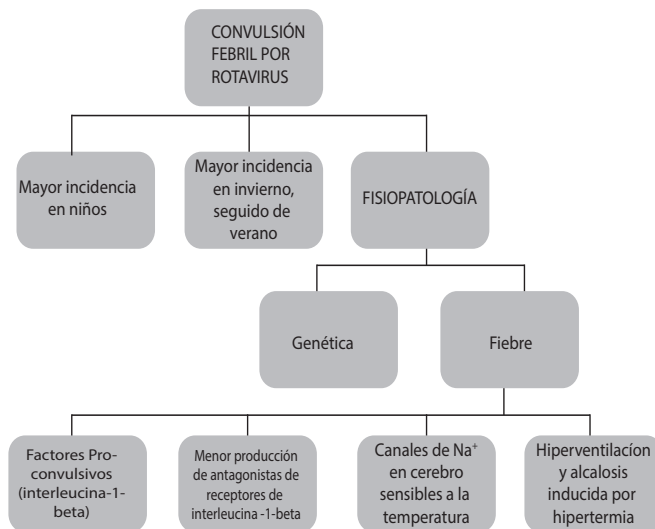 CONVULSIÓN
FEBRIL POR
ROTAVIRUS
Mayor incidencia
en niños
Mayor incidencia
en invierno,
seguido de
verano
FISIOPATOLOGÍA
Genética
Fiebre
Factores Pro-
convulsivos
(interleucina-1-
beta)
Menor producción
de antagonistas de
receptores de
interleucina -1-beta
Canales de Na⁺
en cerebro
sensibles a la
temperatura
Hiperventilacíon
y alcalosis
inducida por
hipertermia